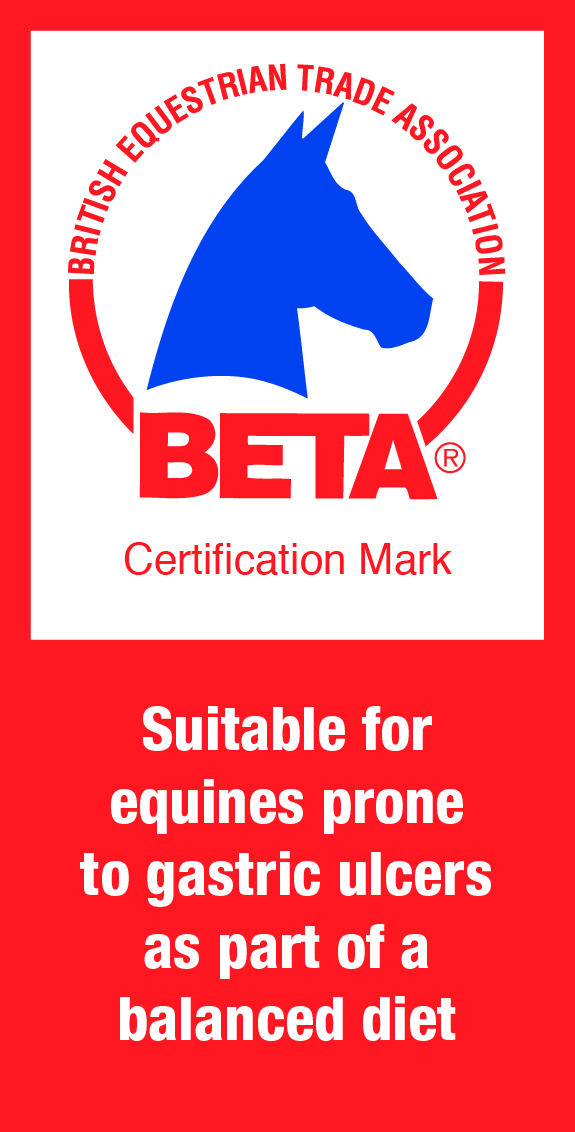 BRITISH EQUESTRIAN TRADE ASSOCIATION
BETA®
Certification Mark
Suitable for
equines prone
to gastric ulcers
as part of a
balanced diet